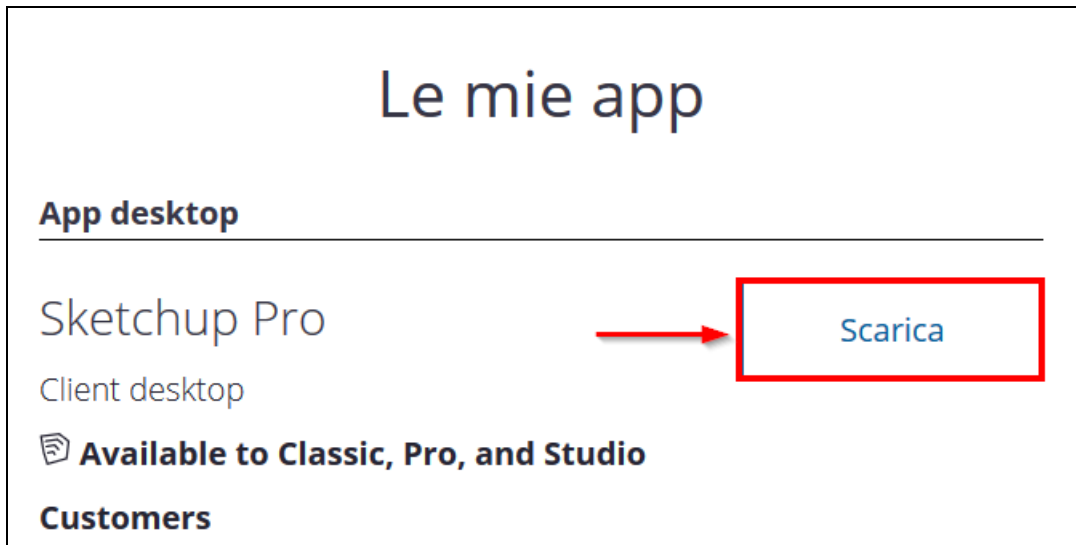 Le mie app
App desktop
Sketchup Pro
Scarica
Client desktop
Available to Classic, Pro, and Studio
Customers